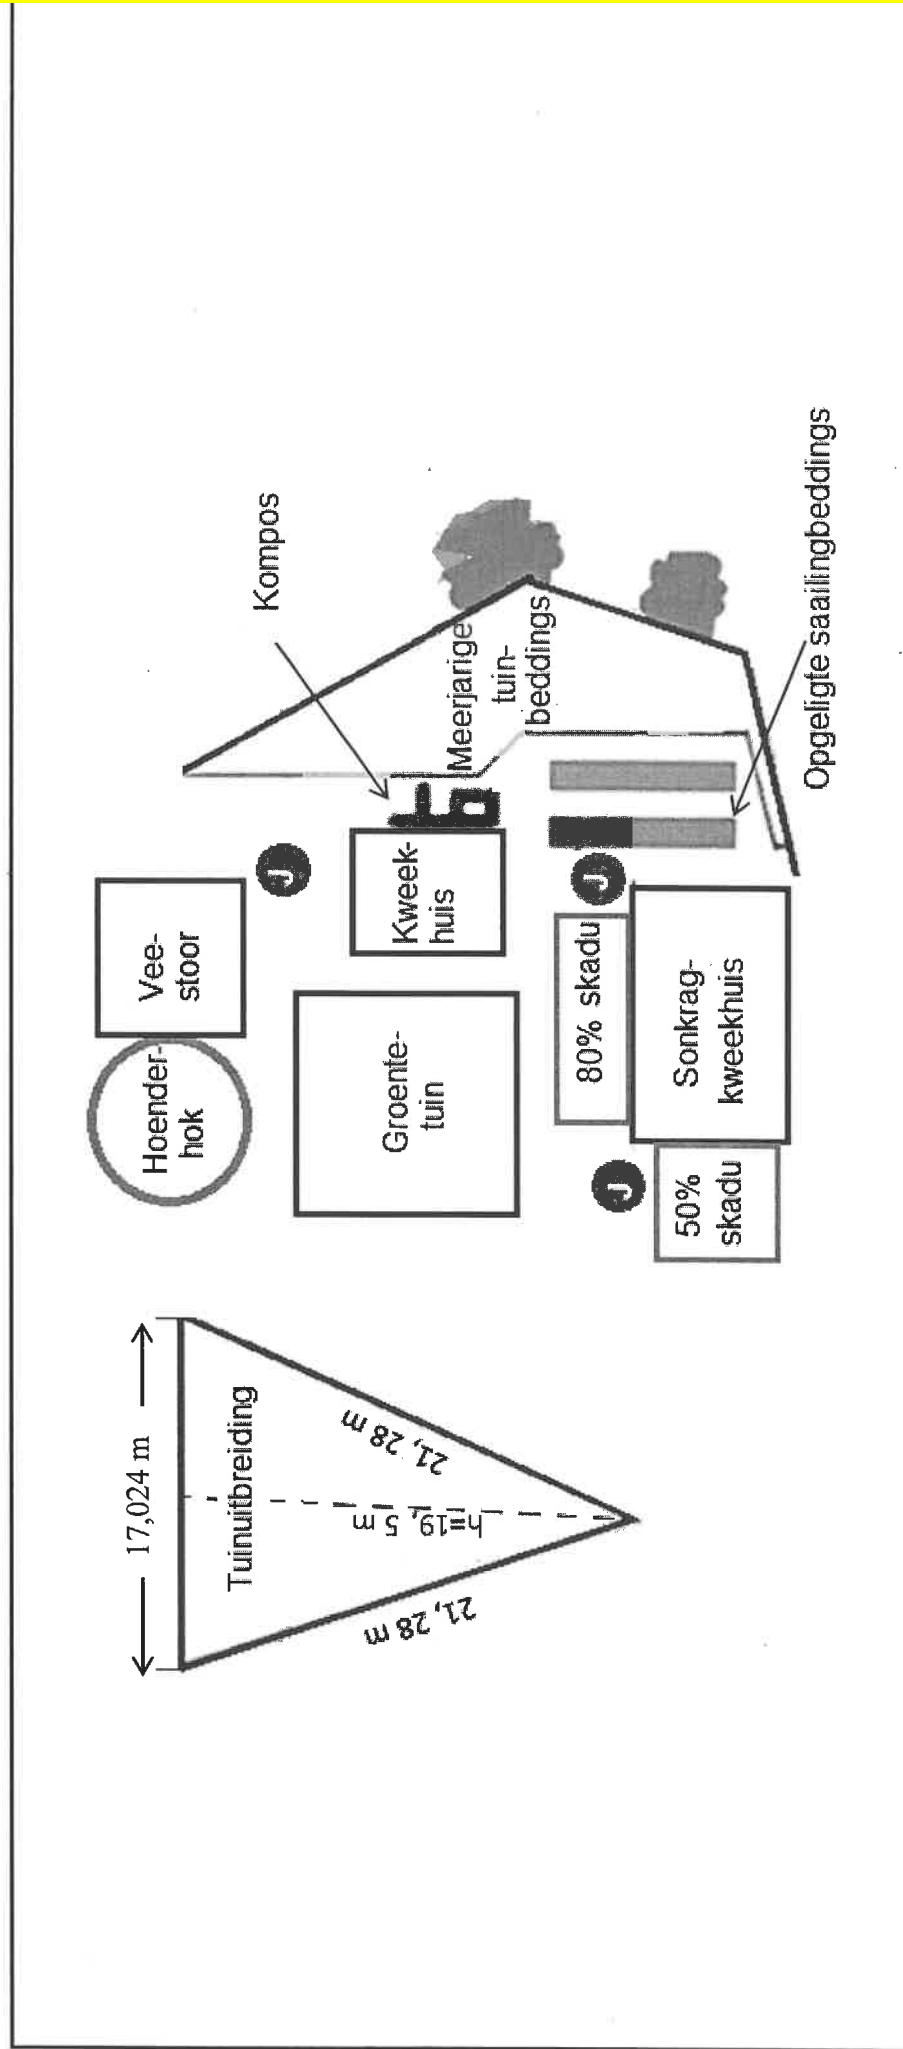 17,024 m
Tuinuitbreiding
21, 28 m
h=19, 5 m
21, 28 m
Hoender-
hok
Vee-
stoor
J
Kompos
Groente-
tuin
Kweek-
huis
Meerjarige
tuin-
beddings
J
50%
skadu
80% skadu
J
Sonkrag-
kweekhuis
Opgeligte saailingbeddings